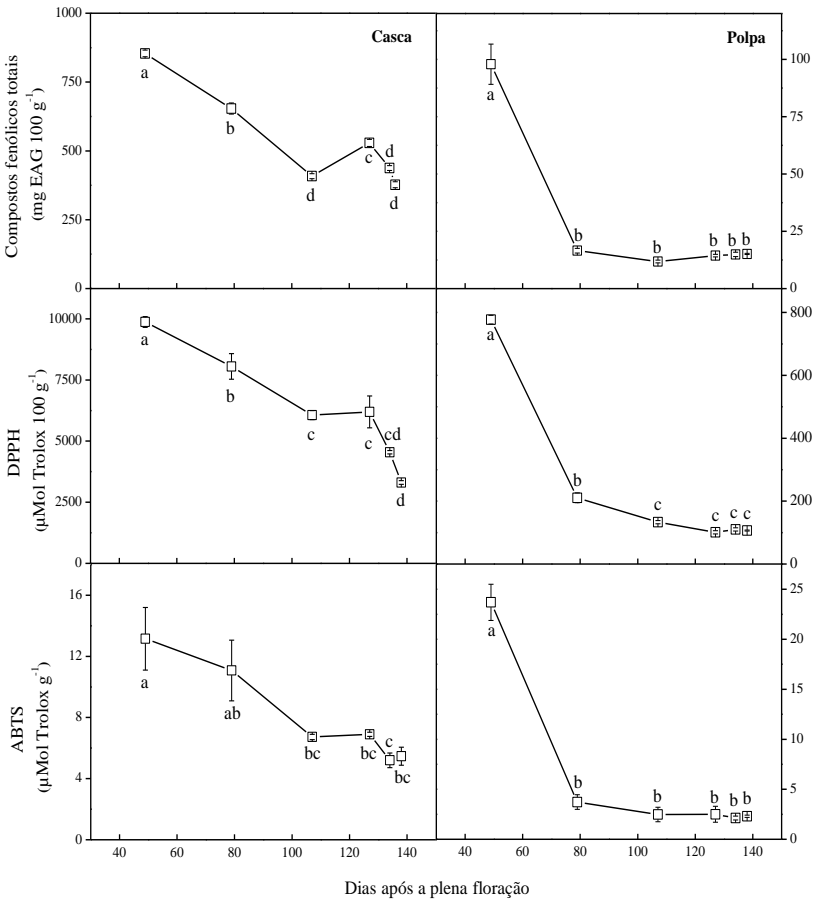 Casca
Polpa
Compostos fenólicos totais
(mg EAG 100 g⁻¹)
1000
750
500
250
0
a
b
d
c
d
d
100
75
50
25
0
a
b
b
b
b
b
DPPH
(µMol Trolox 100 g⁻¹)
10000
7500
5000
2500
0
a
b
c
c
cd
d
800
600
400
200
0
a
b
c
c
c
c
ABTS
(µMol Trolox g⁻¹)
16
12
8
4
0
a
ab
bc
bc
c
bc
25
20
15
10
5
0
a
b
b
b
b
b
40 60 80 100 120 140
40 60 80 100 120 140
Dias após a plena floração